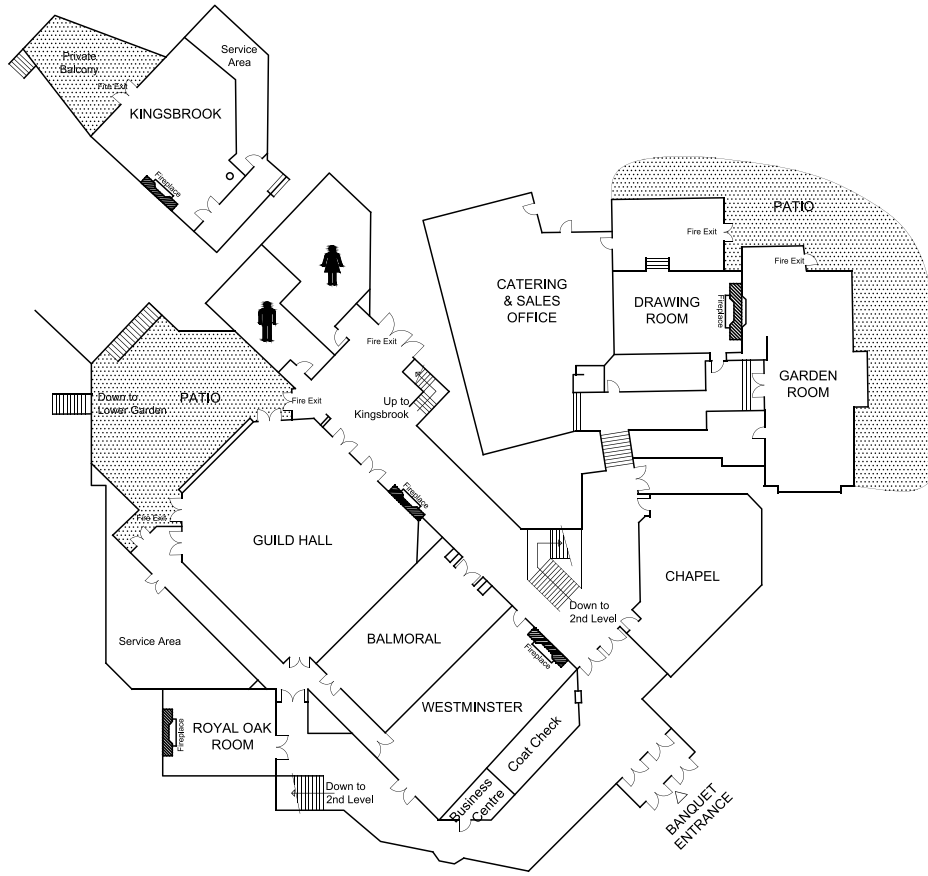 Service
Area
Private
Balcony
Fire Exit
KINGSBROOK
Fireplace
PATIO
Fire Exit
Fire Exit
CATERING
& SALES
OFFICE
DRAWING
ROOM
Fireplace
GARDEN
ROOM
Fire Exit
Up to
Kingsbrook
Down to
Lower Garden
PATIO
Fire Exit
Fireplace
Fire Exit
GUILD HALL
CHAPEL
Down to
2nd Level
Service Area
BALMORAL
Fireplace
WESTMINSTER
ROYAL OAK
ROOM
Fireplace
Coat Check
Business
Centre
Down to
2nd Level
BANQUET
ENTRANCE